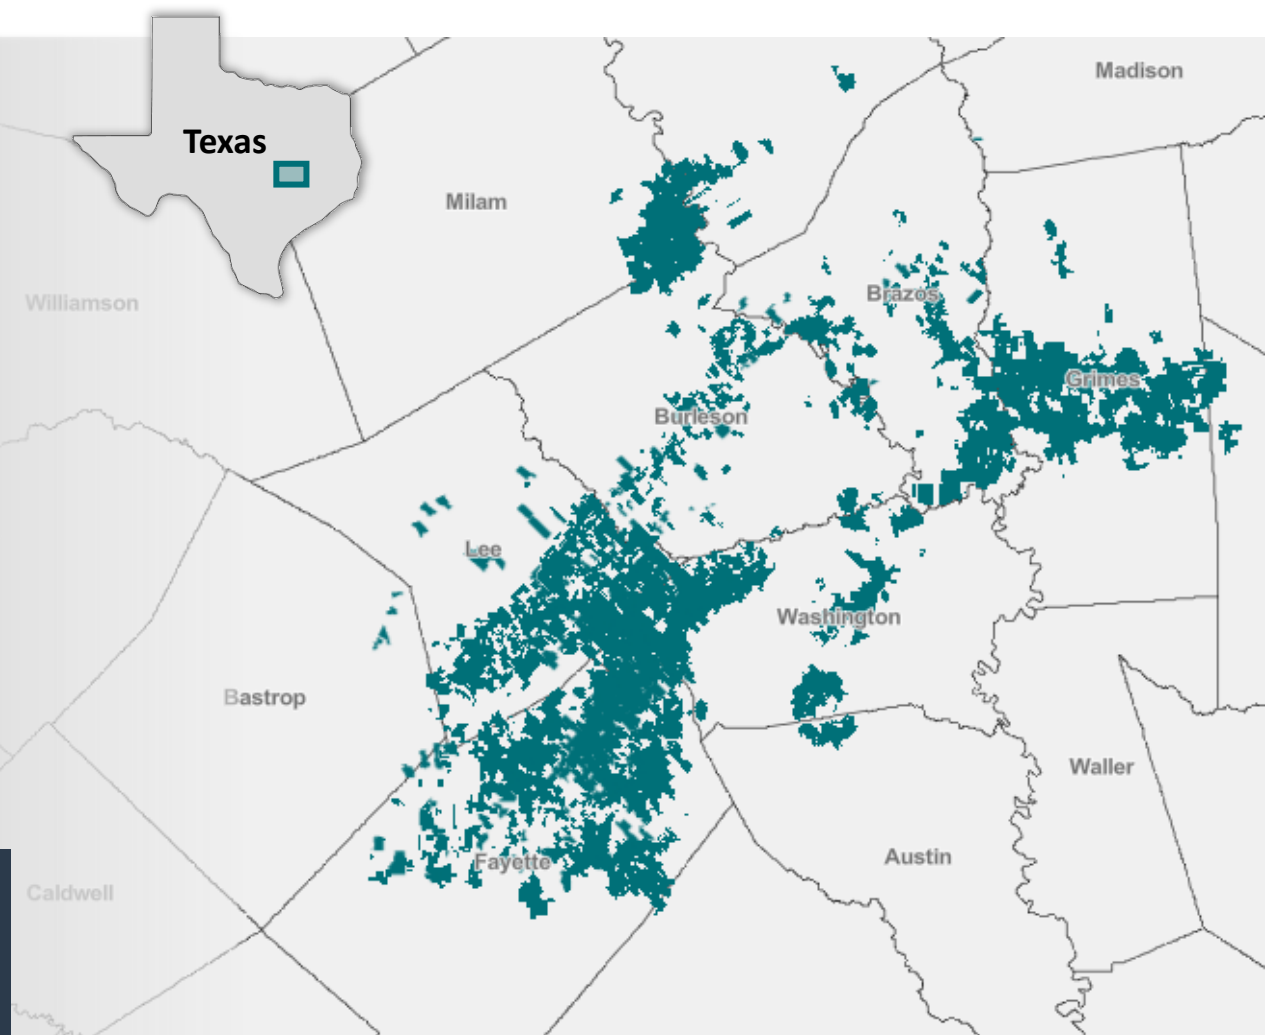 Madison
Texas
Milam
Williamson
Brazos
Grimes
Burleson
Lee
Washington
Bastrop
Waller
Austin
Fayette
Caldwell